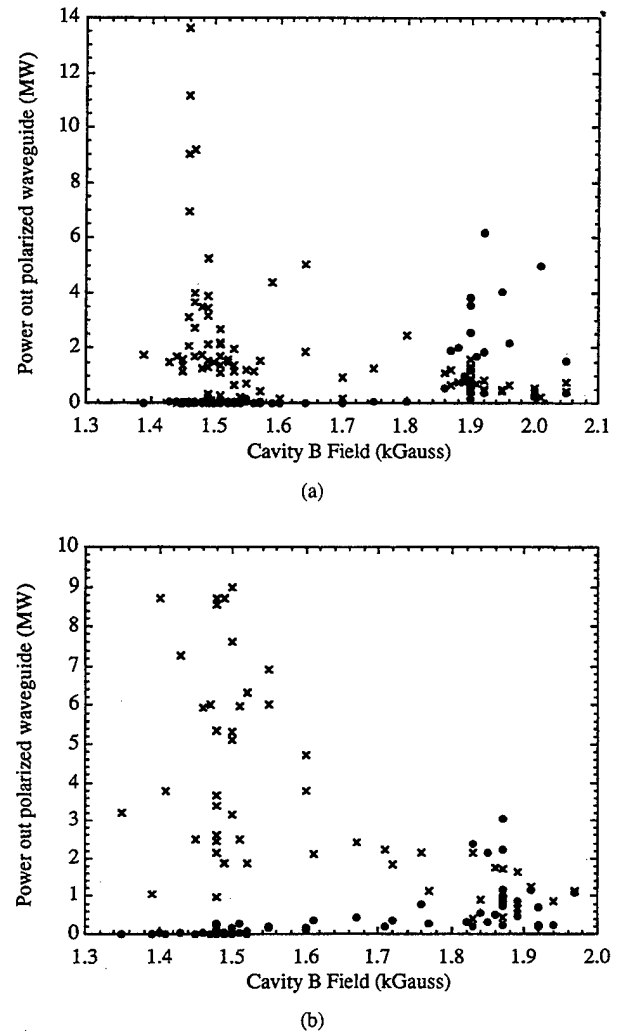 Power out polarized waveguide (MW)
14
12
10
8
6
4
2
0
1.3 1.4 1.5 1.6 1.7 1.8 1.9 2.0 2.1
Cavity B Field (kGauss)
(a)
Power out polarized waveguide (MW)
10
9
8
7
6
5
4
3
2
1
0
1.3 1.4 1.5 1.6 1.7 1.8 1.9 2.0
Cavity B Field (kGauss)
(b)